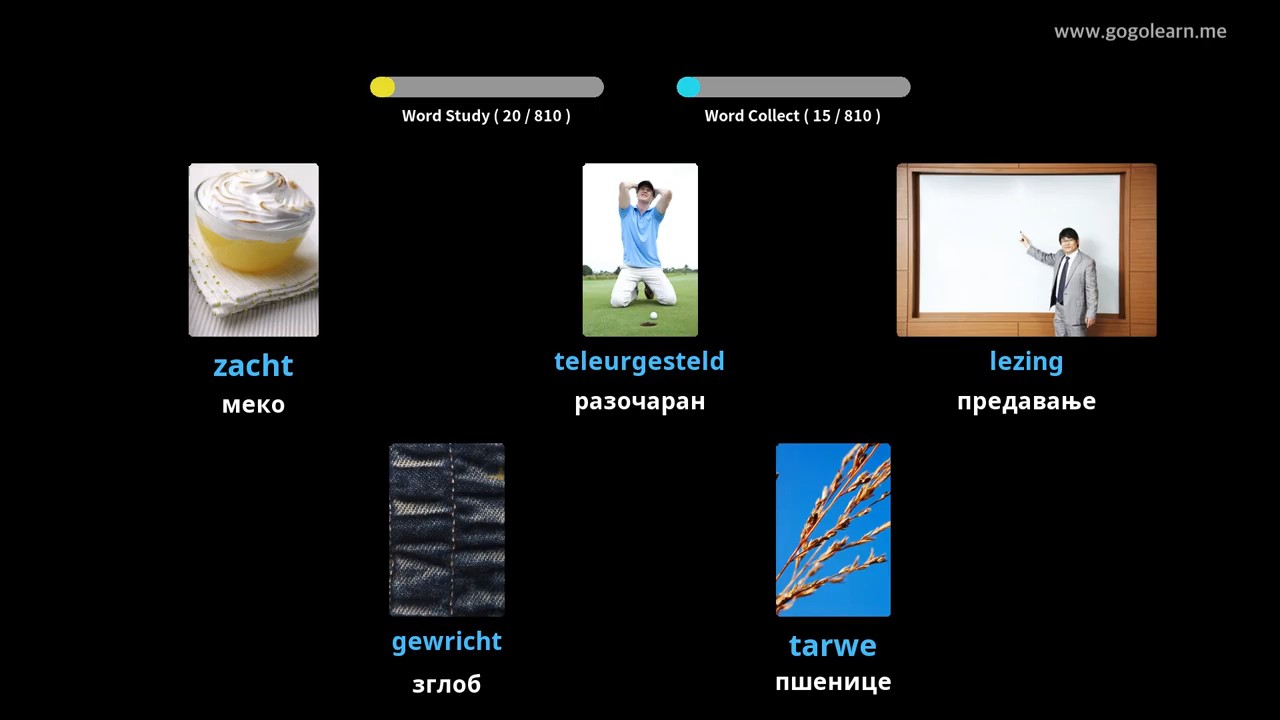 www.gogolearn.me
Word Study ( 20 / 810 )
Word Collect ( 15 / 810 )
zacht
teleurgesteld
lezing
меко
разочаран
предавање
gewricht
tarwe
зглоб
пшенице